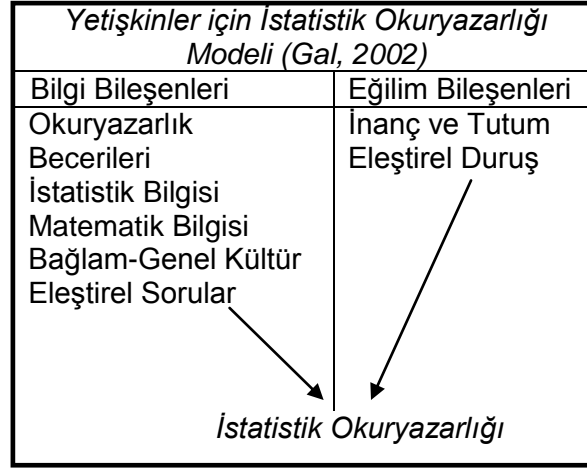 Yetişkinler için İstatistik Okuryazarlığı
Modeli (Gal, 2002)
Bilgi Bileşenleri
Okuryazarlık
Becerileri
İstatistik Bilgisi
Matematik Bilgisi
Bağlam-Genel Kültür
Eleştirel Sorular
Eğilim Bileşenleri
İnanç ve Tutum
Eleştirel Duruş
İstatistik Okuryazarlığı